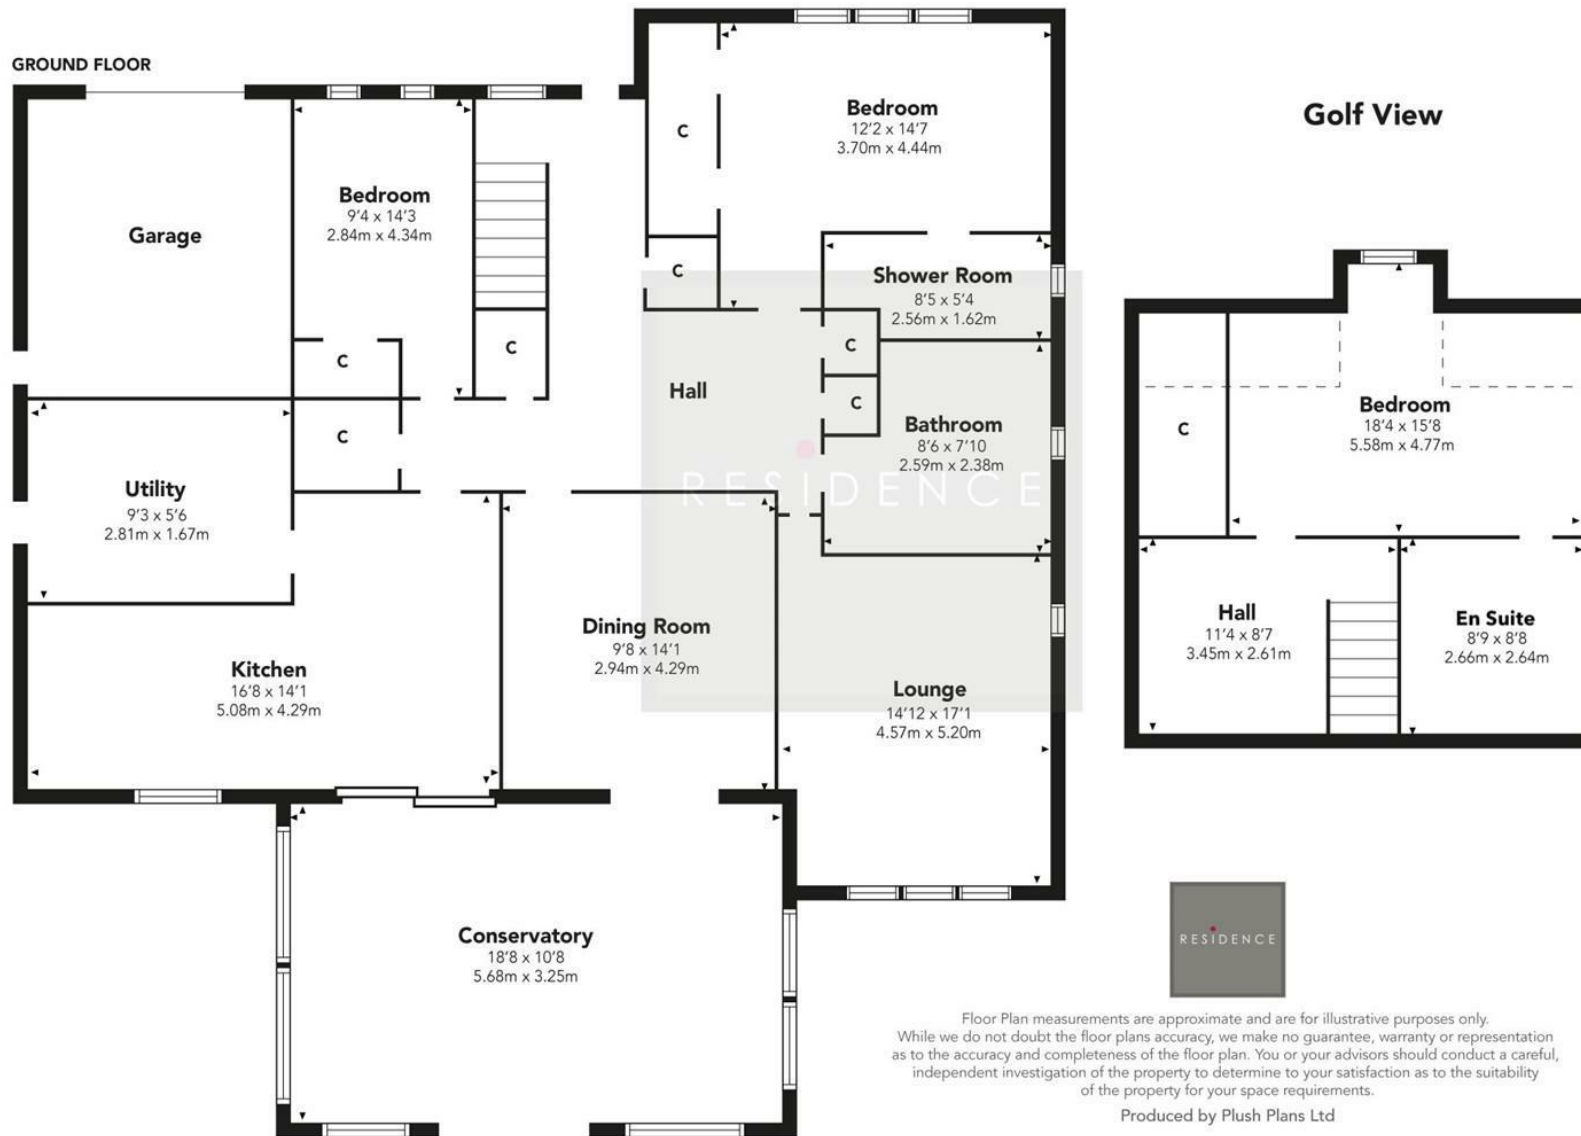 GROUND FLOOR
Golf View
Bedroom
12'2 x 14'7
3.70m x 4.44m
C
Bedroom
9'4 x 14'3
2.84m x 4.34m
Garage
C
Shower Room
8'5 x 5'4
2.56m x 1.62m
C
C
C
Hall
C
Bathroom
8'6 x 7'10
2.59m x 2.38m
C
Utility
9'3 x 5'6
2.81m x 1.67m
RESIDENCE
Dining Room
9'8 x 14'1
2.94m x 4.29m
Kitchen
16'8 x 14'1
5.08m x 4.29m
Lounge
14'12 x 17'1
4.57m x 5.20m
Conservatory
18'8 x 10'8
5.68m x 3.25m
C
Bedroom
18'4 x 15'8
5.58m x 4.77m
Hall
11'4 x 8'7
3.45m x 2.61m
En Suite
8'9 x 8'8
2.66m x 2.64m
RESIDENCE
Floor Plan measurements are approximate and are for illustrative purposes only.
While we do not doubt the floor plans accuracy, we make no guarantee, warranty or representation
as to the accuracy and completeness of the floor plan. You or your advisors should conduct a careful,
independent investigation of the property to determine to your satisfaction as to the suitability
of the property for your space requirements.
Produced by Plush Plans Ltd